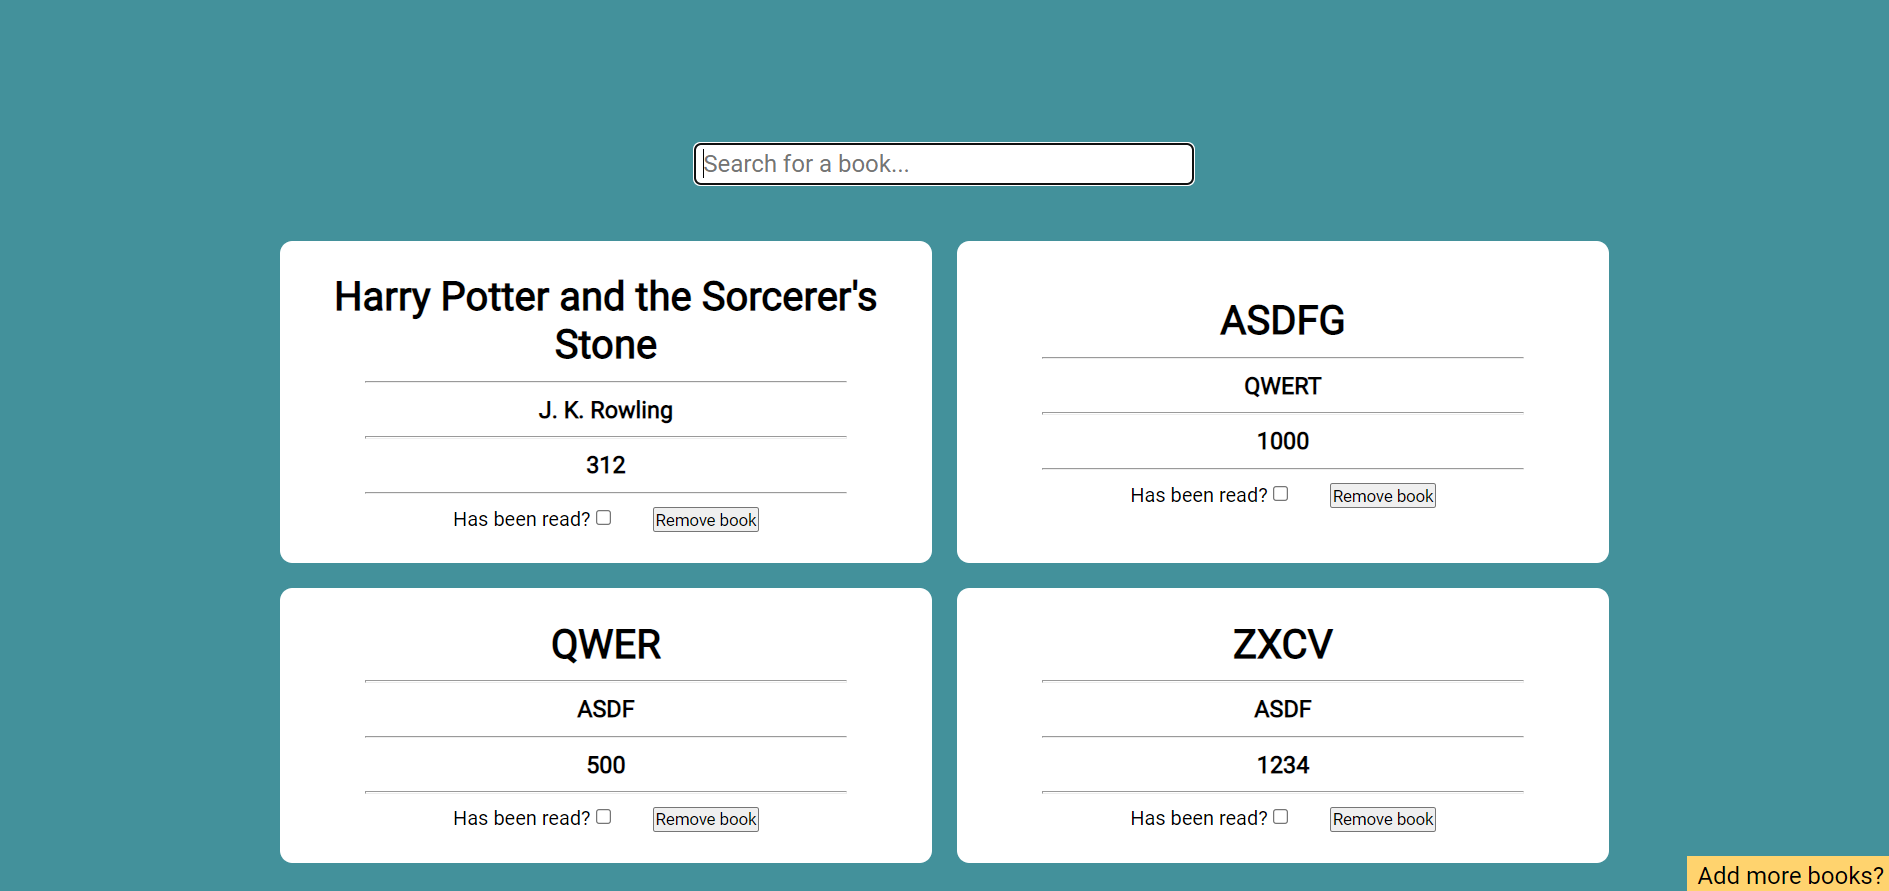 Search for a book...
Harry Potter and the Sorcerer's
Stone
J. K. Rowling
312
Has been read? Remove book
ASDFG
QWERT
1000
Has been read? Remove book
QWER
ASDF
500
Has been read? Remove book
ZXCV
ASDF
1234
Has been read? Remove book
Add more books?